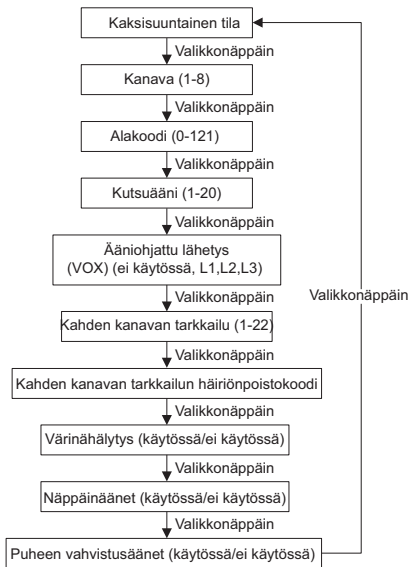 Kaksisuuntainen tila
Valikkonäppäin
Kanava (1-8)
Valikkonäppäin
Alakoodi (0-121)
Valikkonäppäin
Kutsuääni (1-20)
Valikkonäppäin
Ääniohjattu lähetys
(VOX) (ei käytössä, L1,L2,L3)
Valikkonäppäin
Valikkonäppäin
Kahden kanavan tarkkailu (1-22)
Valikkonäppäin
Kahden kanavan tarkkailun häiriönpoistokoodi
Valikkonäppäin
Värinähälytys (käytössä/ei käytössä)
Valikkonäppäin
Näppäinäänet (käytössä/ei käytössä)
Valikkonäppäin
Puheen vahvistusäänet (käytössä/ei käytössä)